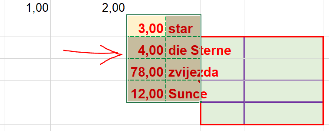 1,00 2,00
3,00 star
4,00 die Sterne
78,00 zvijezda
12,00 Sunce